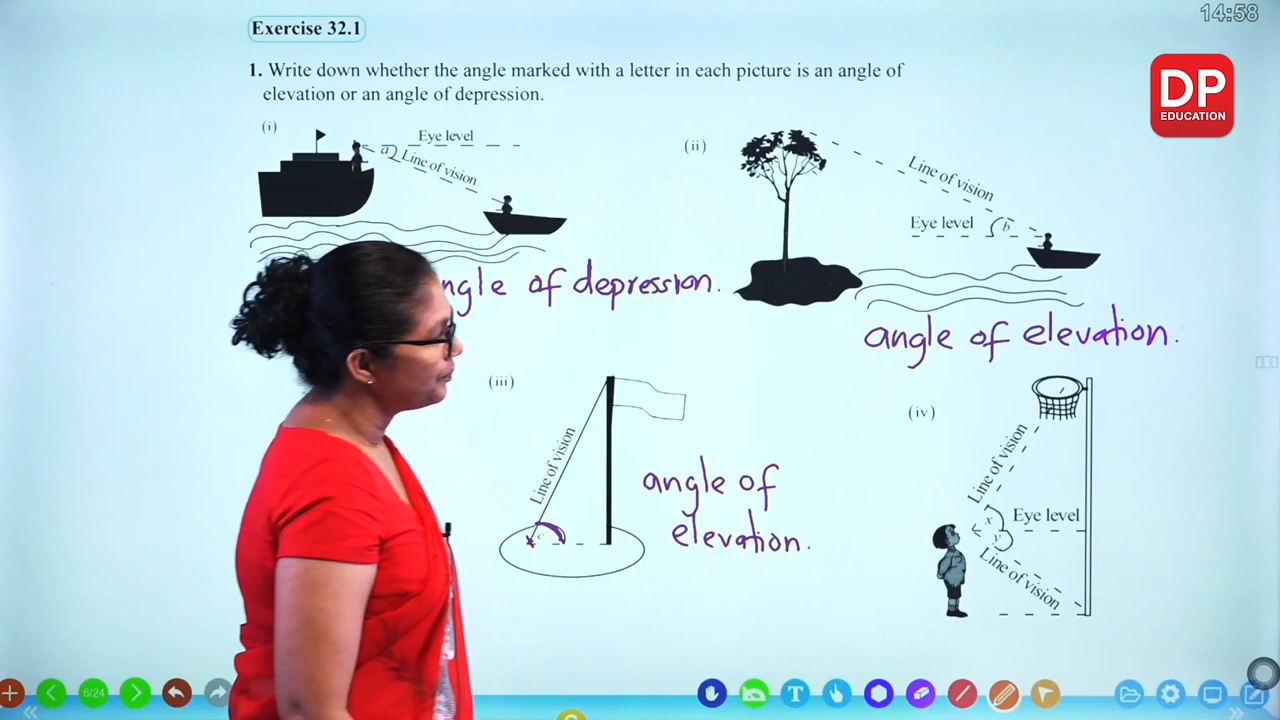 14:58
Exercise 32.1
1. Write down whether the angle marked with a letter in each picture is an angle of
elevation or an angle of depression.
DP
EDUCATION
(i)
Eye level
a
Line of vision
(ii)
Line of vision
Eye level
b
ngle of depression.
angle of elevation.
(iii)
Line of vision
c
angle of
elevation.
(iv)
Line of vision
x
Eye level
y
Line of vision
6/24
T